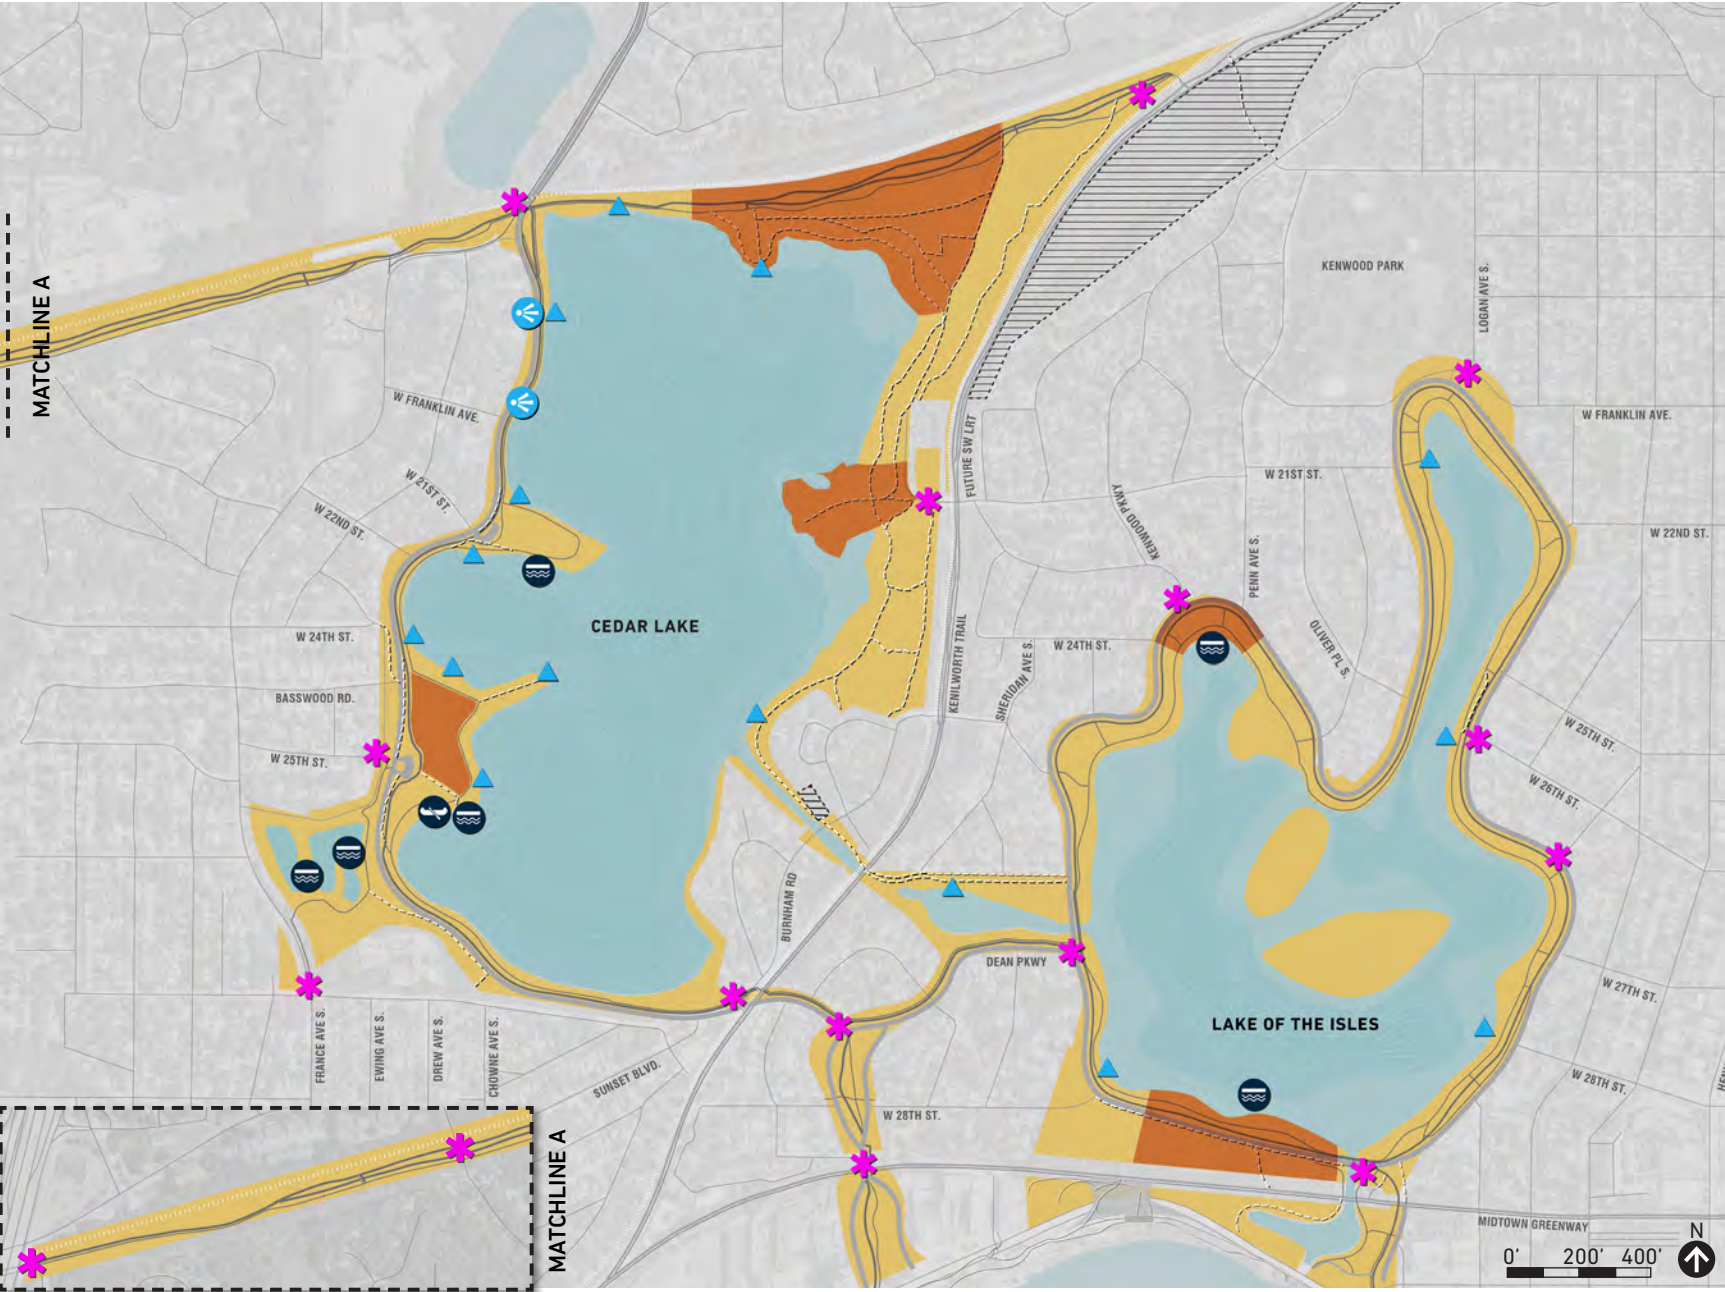 MATCHLINE A
KENWOOD PARK
LOGAN AVE S.
W FRANKLIN AVE.
W FRANKLIN AVE.
W 21ST ST.
W 22ND ST.
FUTURE SW LRT
W 21ST ST.
KENWOOD PKWY
W 22ND ST.
PENN AVE S.
CEDAR LAKE
W 24TH ST.
KENILWORTH TRAIL
SHERIDAN AVE S.
W 24TH ST.
OLIVER PL S.
BASSWOOD RD.
W 25TH ST.
W 25TH ST.
W 26TH ST.
BURNHAM RD
DEAN PKWY
W 27TH ST.
LAKE OF THE ISLES
FRANCE AVE S.
EWING AVE S.
DREW AVE S.
CHOWNE AVE S.
SUNSET BLVD.
W 28TH ST.
W 28TH ST.
MATCHLINE A
MIDTOWN GREENWAY
N
0' 200' 400'